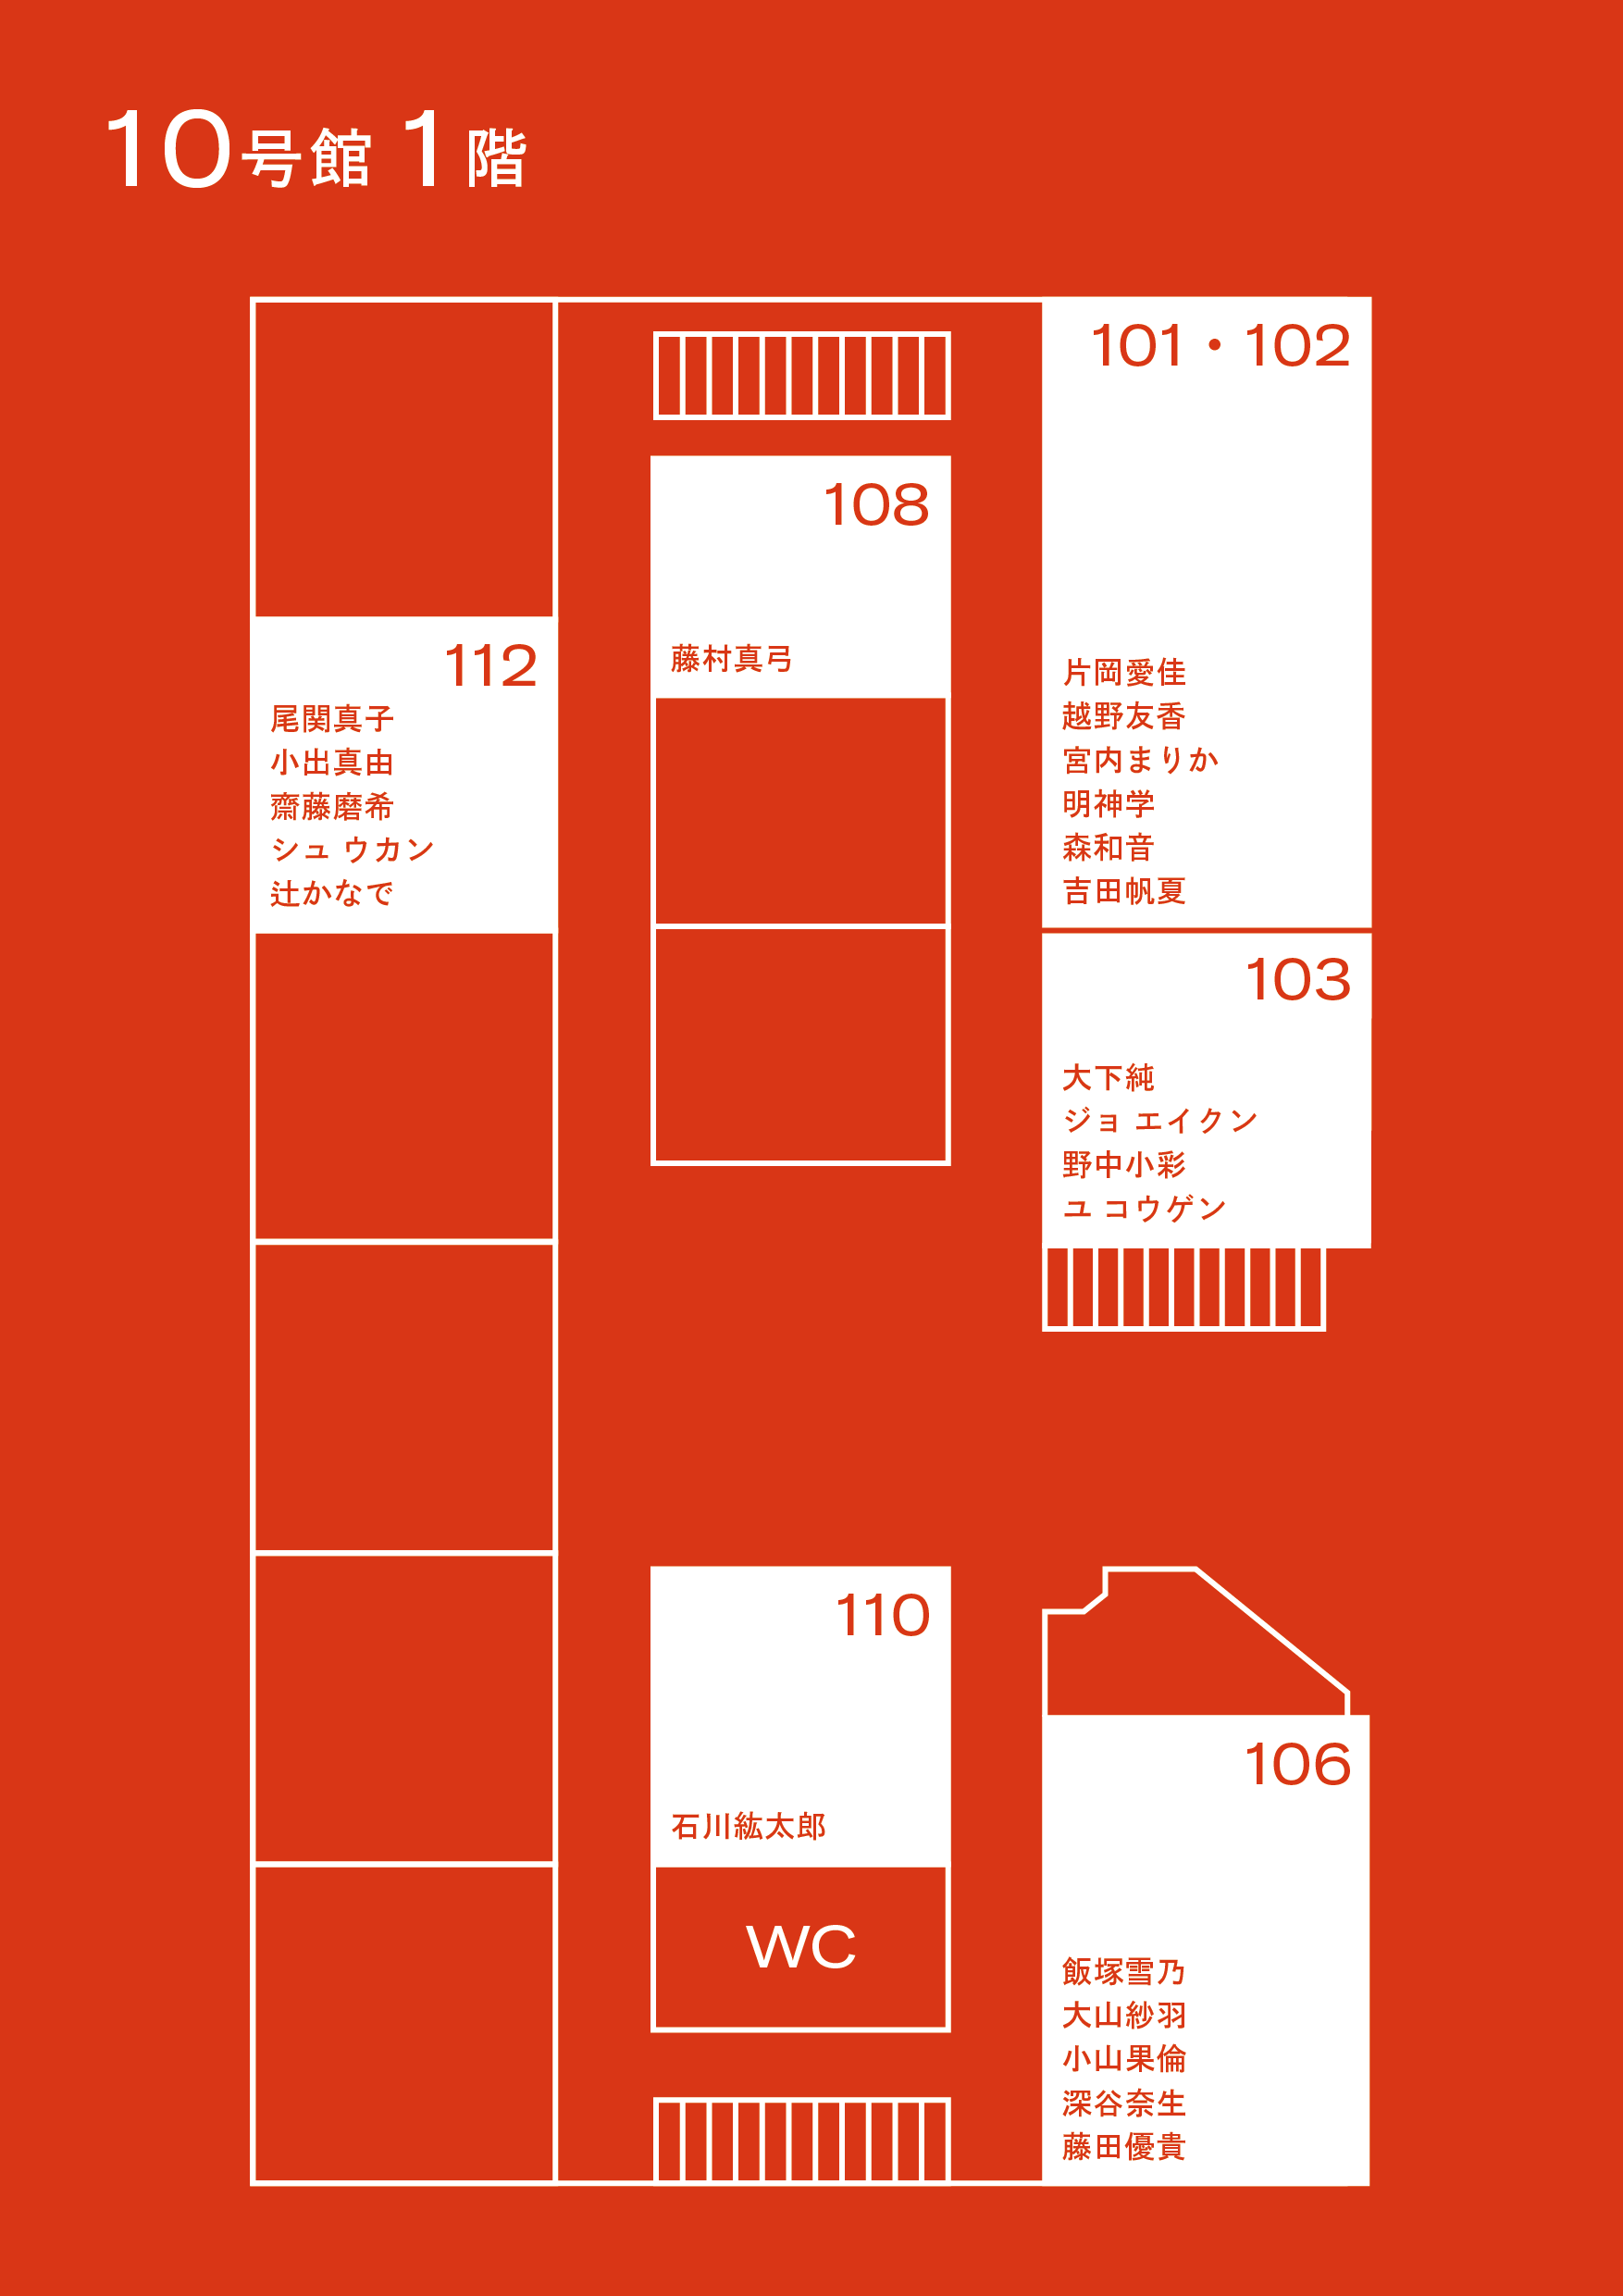 10号館 1階
101・102
片岡愛佳
越野友香
宮内まりか
明神学
森和音
吉田帆夏
108
藤村真弓
112
尾関真子
小出真由
齋藤磨希
シュ ウカン
辻かなで
103
大下純
ジョ エイクン
野中小彩
ユ コウゲン
110
石川紘太郎
WC
106
飯塚雪乃
大山紗羽
小山果倫
深谷奈生
藤田優貴